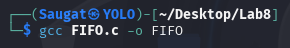 ┌──(Saugat㉿YOLO)-[~/Desktop/Lab8]
└─$ gcc FIFO.c -o FIFO